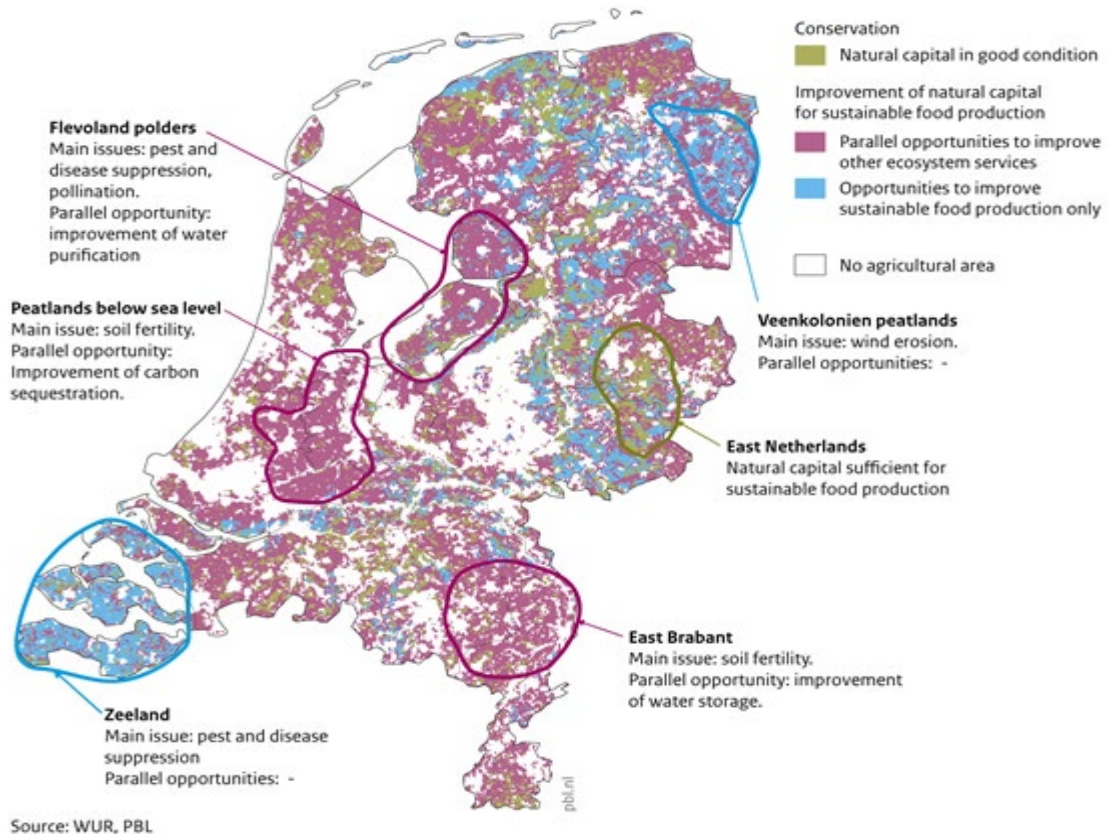 Conservation
Natural capital in good condition
Improvement of natural capital
for sustainable food production
Parallel opportunities to improve
other ecosystem services
Opportunities to improve
sustainable food production only
No agricultural area
Flevoland polders
Main issues: pest and
disease suppression,
pollination.
Parallel opportunity:
improvement of water
purification
Peatlands below sea level
Main issue: soil fertility.
Parallel opportunity:
Improvement of carbon
sequestration.
Veenkolonien peatlands
Main issue: wind erosion.
Parallel opportunities: -
East Netherlands
Natural capital sufficient for
sustainable food production
East Brabant
Main issue: soil fertility.
Parallel opportunity: improvement
of water storage.
Zeeland
Main issue: pest and disease
suppression
Parallel opportunities: -
pbl.nl
Source: WUR, PBL